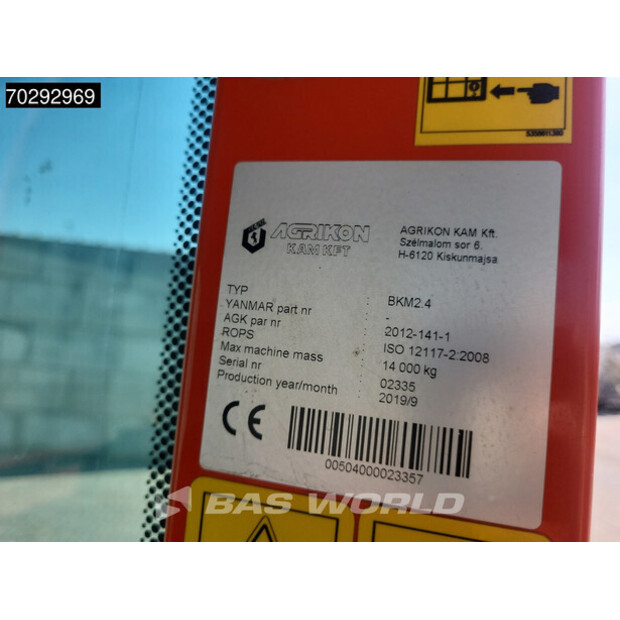 70292969
5358611380
AGRIKON
KAM KFT
AGRIKON KAM Kft.
Szélmalom sor 6.
H-6120 Kiskunmajsa
TYP : BKM2.4
YANMAR part nr : -
AGK par nr : 2012-141-1
ROPS : ISO 12117-2:2008
Max machine mass : 14 000 kg
Serial nr : 02335
Production year/month : 2019/9
CE
00504000023357
BAS WORLD